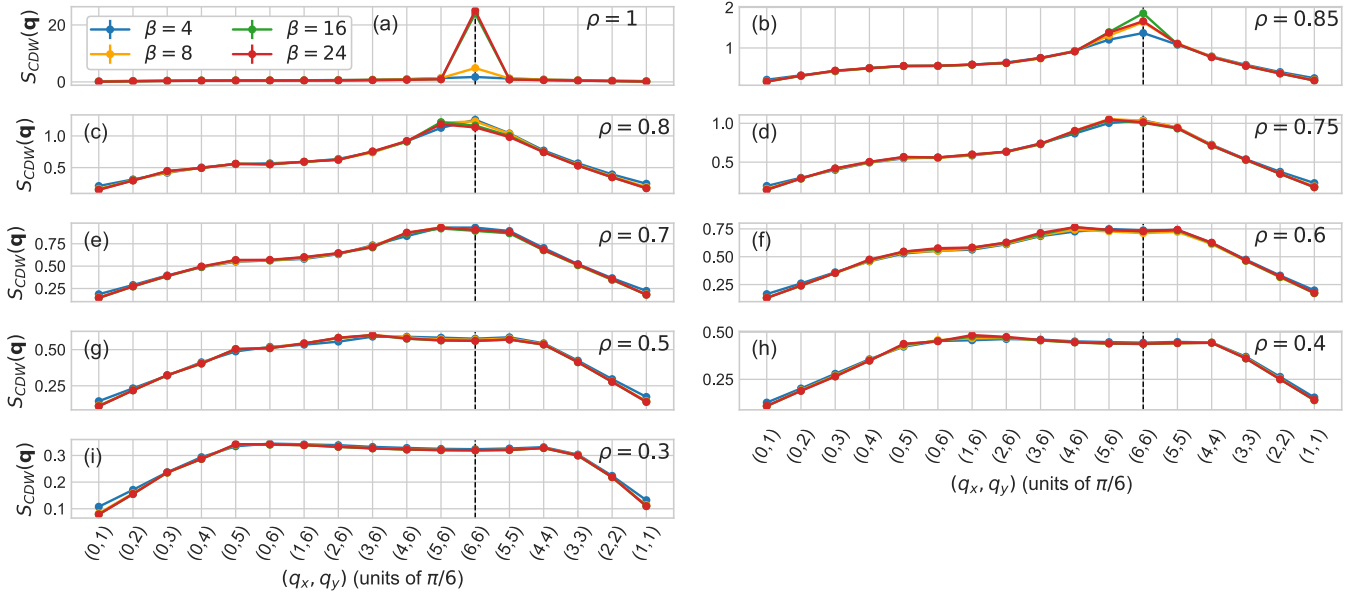 S_CDW(q)
20
0
β = 4
β = 8
β = 16
β = 24
(a)
ρ = 1
2
1
(b)
ρ = 0.85
S_CDW(q)
1.0
0.5
(c)
ρ = 0.8
1.0
0.5
(d)
ρ = 0.75
S_CDW(q)
0.75
0.50
0.25
(e)
ρ = 0.7
0.75
0.50
0.25
(f)
ρ = 0.6
S_CDW(q)
0.50
0.25
(g)
ρ = 0.5
0.50
0.25
(h)
ρ = 0.4
S_CDW(q)
0.3
0.2
0.1
(i)
ρ = 0.3
(0,1) (0,2) (0,3) (0,4) (0,5) (0,6) (1,6) (2,6) (3,6) (4,6) (5,6) (6,6) (5,5) (4,4) (3,3) (2,2) (1,1)
(q_x, q_y) (units of π/6)
(0,1) (0,2) (0,3) (0,4) (0,5) (0,6) (1,6) (2,6) (3,6) (4,6) (5,6) (6,6) (5,5) (4,4) (3,3) (2,2) (1,1)
(q_x, q_y) (units of π/6)